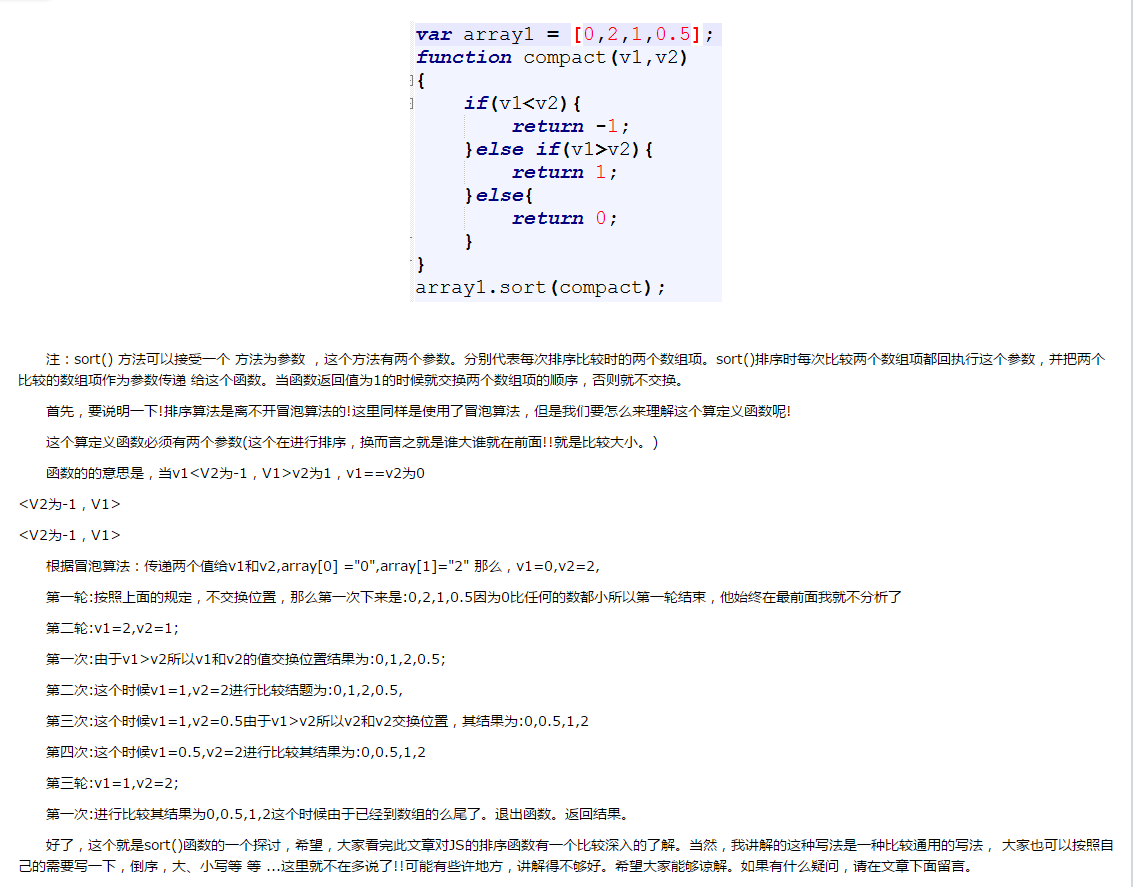 var array1 = [0,2,1,0.5];
function compact(v1,v2)
{
if(v1<v2){
return -1;
}else if(v1>v2){
return 1;
}else{
return 0;
}
}
array1.sort(compact);
注：sort() 方法可以接受一个 方法为参数 ，这个方法有两个参数。分别代表每次排序比较时的两个数组项。sort()排序时每次比较两个数组项都回执行这个参数，并把两个
比较的数组项作为参数传递 给这个函数。当函数返回值为1的时候就交换两个数组项的顺序，否则就不交换。
首先，要说明一下!排序算法是离不开冒泡算法的!这里同样是使用了冒泡算法，但是我们要怎么来理解这个算定义函数呢!
这个算定义函数必须有两个参数(这个在进行排序，换而言之就是谁大谁就在前面!!就是比较大小。)
函数的的意思是，当v1<V2为-1，V1>v2为1，v1==v2为0
<V2为-1，V1>
<V2为-1，V1>
根据冒泡算法：传递两个值给v1和v2,array[0] ="0",array[1]="2" 那么，v1=0,v2=2,
第一轮:按照上面的规定，不交换位置，那么第一次下来是:0,2,1,0.5因为0比任何的数都小所以第一轮结束，他始终在最前面我就不分析了
第二轮:v1=2,v2=1;
第一次:由于v1>v2所以v1和v2的值交换位置结果为:0,1,2,0.5;
第二次:这个时候v1=1,v2=2进行比较结题为:0,1,2,0.5,
第三次:这个时候v1=1,v2=0.5由于v1>v2所以v2和v2交换位置，其结果为:0,0.5,1,2
第四次:这个时候v1=0.5,v2=2进行比较其结果为:0,0.5,1,2
第三轮:v1=1,v2=2;
第一次:进行比较其结果为0,0.5,1,2这个时候由于已经到数组的么尾了。退出函数。返回结果。
好了，这个就是sort()函数的一个探讨，希望，大家看完此文章对JS的排序函数有一个比较深入的了解。当然，我讲解的这种写法是一种比较通用的写法， 大家也可以按照自
己的需要写一下，倒序，大、小写等 等 ...这里就不在多说了!!可能有些许地方，讲解得不够好。希望大家能够谅解。如果有什么疑问，请在文章下面留言。